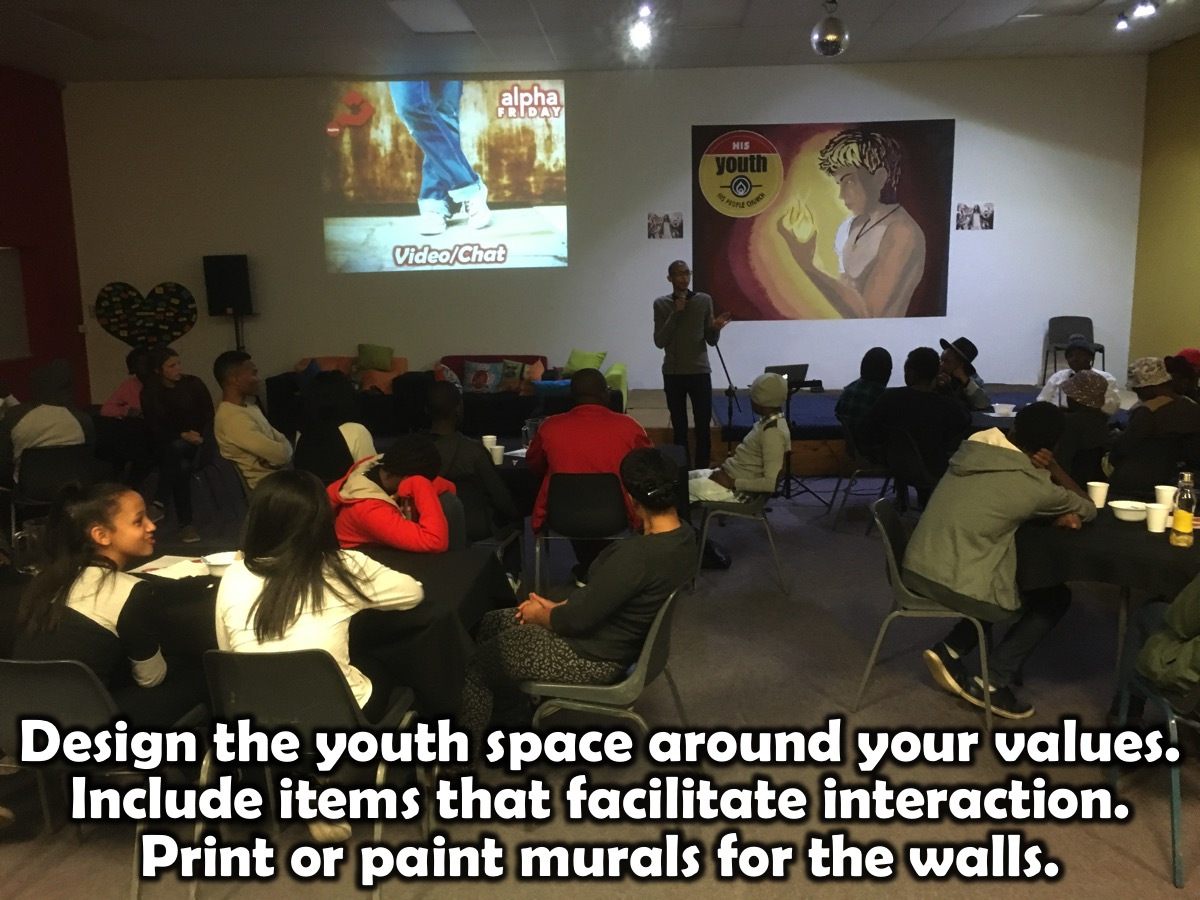 alpha
FRIDAY
HIS
youth
HIS PEOPLE CHURCH
Video/Chat
Design the youth space around your values.
Include items that facilitate interaction.
Print or paint murals for the walls.